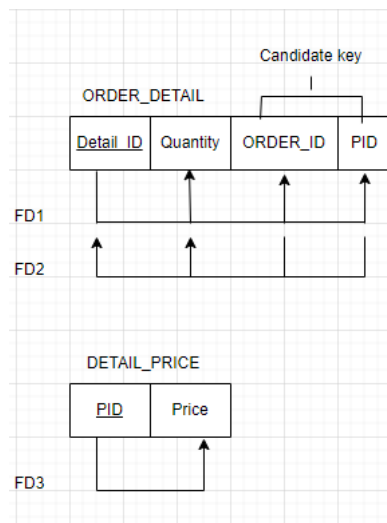 Candidate key
ORDER_DETAIL
Detail_ID Quantity ORDER_ID PID
FD1
FD2
DETAIL_PRICE
PID Price
FD3